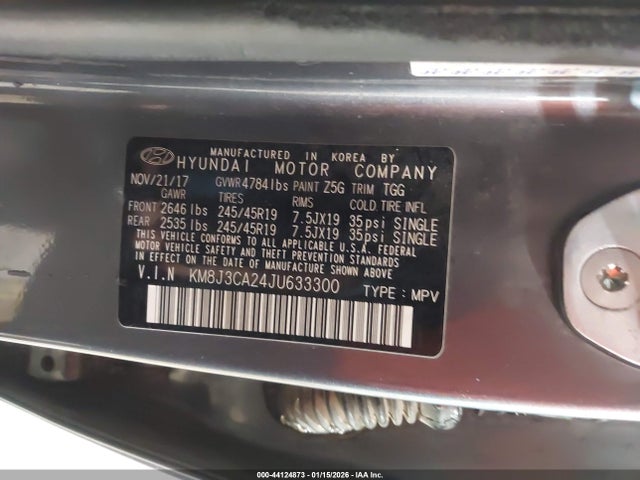 MANUFACTURED IN KOREA BY
HYUNDAI MOTOR COMPANY
NOV/21/17 GVWR 4784 lbs PAINT Z5G TRIM TGG
GAWR TIRES RIMS COLD TIRE INFL
FRONT 2646 lbs 245/45R19 7.5JX19 35psi SINGLE
REAR 2535 lbs 245/45R19 7.5JX19 35psi SINGLE
THIS VEHICLE CONFORMS TO ALL APPLICABLE U.S.A. FEDERAL
MOTOR VEHICLE SAFETY AND THEFT PREVENTION STANDARDS
IN EFFECT ON THE DATE OF MANUFACTURE SHOWN ABOVE
V.I.N KM8J3CA24JU633300
TYPE : MPV
000-44124873 - 01/15/2026 - IAA Inc.